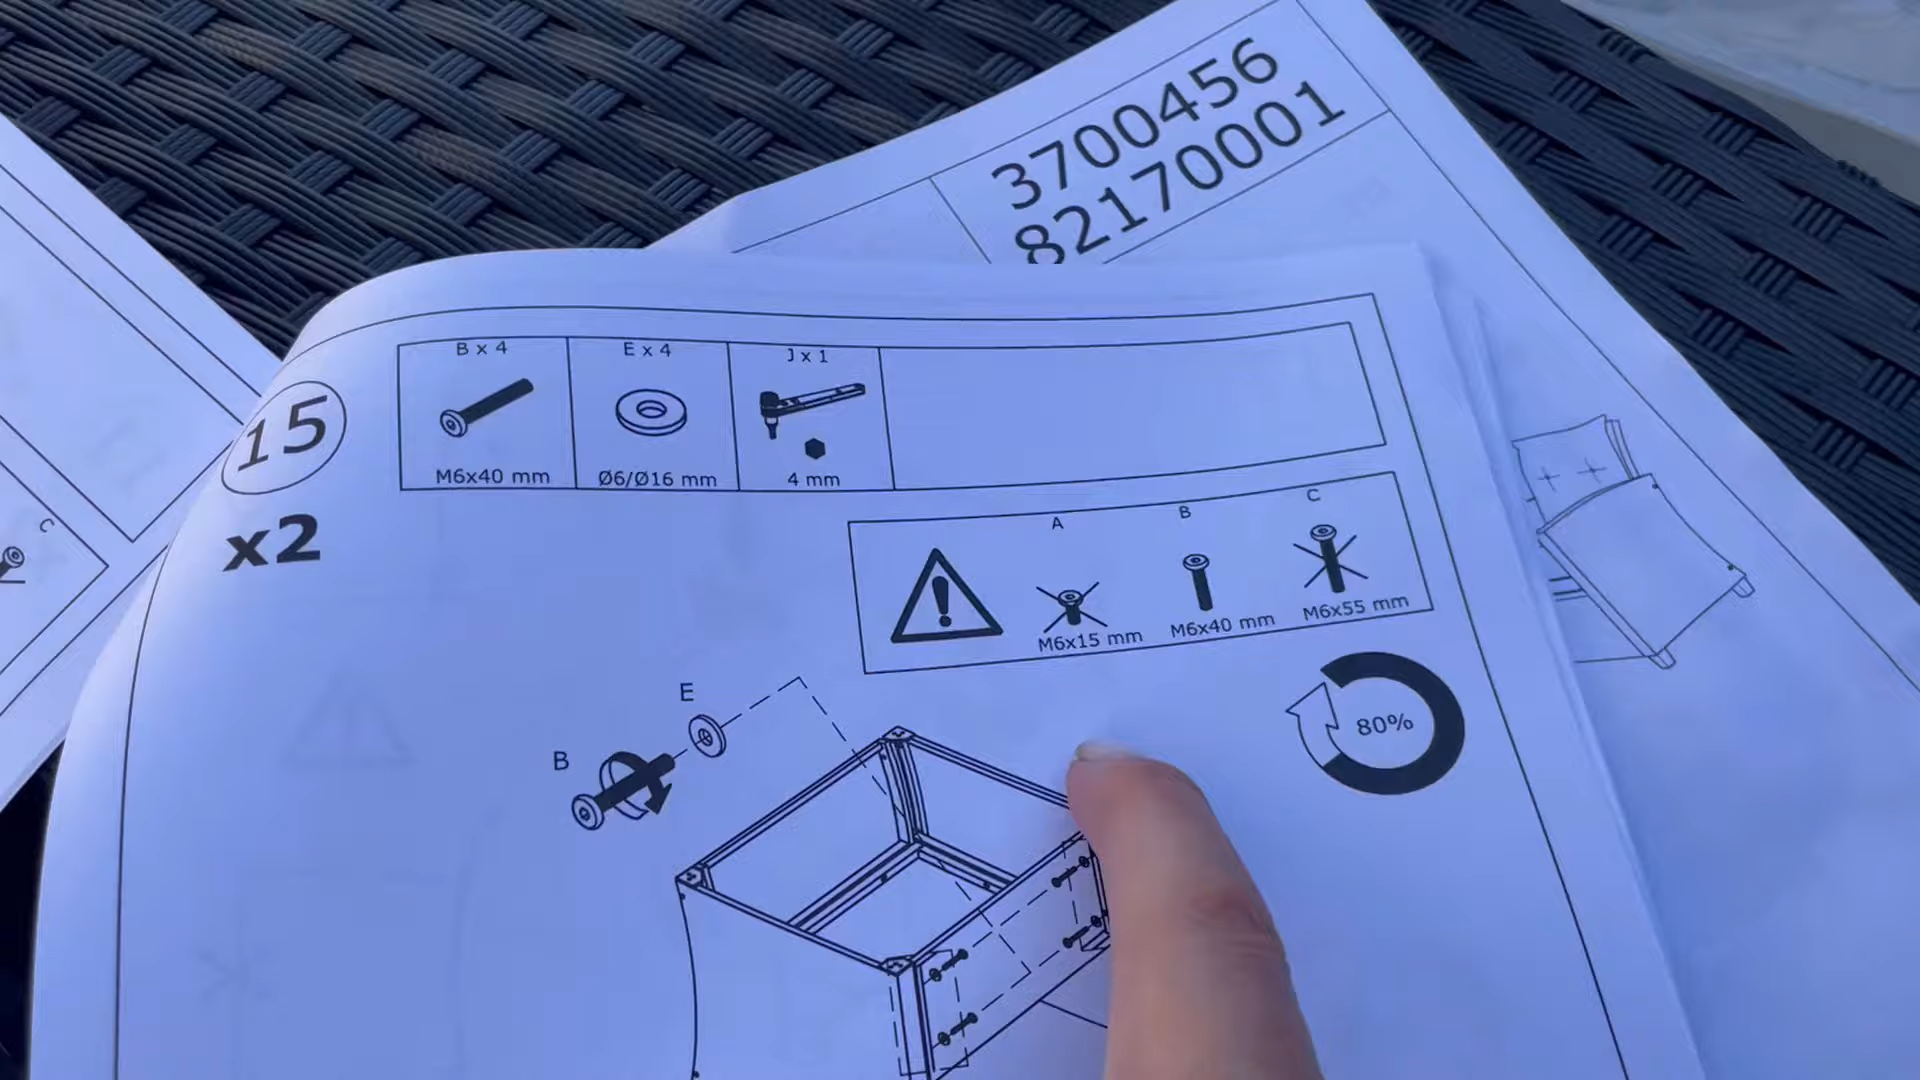 3700456
82170001
15
x2
B x 4
E x 4
J x 1
M6x40 mm
Ø6/Ø16 mm
4 mm
A
B
C
M6x15 mm
M6x40 mm
M6x55 mm
80%
E
B
C